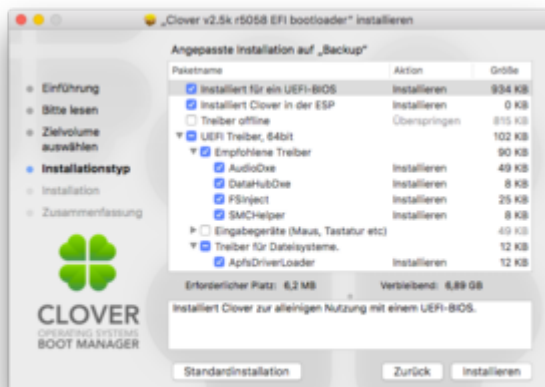 „Clover v2.5k r5058 EFI bootloader“ installieren
Angepasste Installation auf „Backup“
Einführung
Bitte lesen
Zielvolume auswählen
Installationstyp
Installation
Zusammenfassung
CLOVER
OPERATING SYSTEMS
BOOT MANAGER
Paketname Aktion Größe
Installiert für ein UEFI-BIOS Installieren 934 KB
Installiert Clover in der ESP Installieren 0 KB
Treiber offline Überspringen 815 KB
UEFI Treiber, 64bit 102 KB
Empfohlene Treiber 90 KB
AudioDxe Installieren 49 KB
DataHubDxe Installieren 8 KB
FSInject Installieren 25 KB
SMCHelper Installieren 8 KB
Eingabegeräte (Maus, Tastatur etc) 49 KB
Treiber für Dateisysteme. 12 KB
ApfsDriverLoader Installieren 12 KB
Erforderlicher Platz: 6,2 MB Verbleibend: 6,89 GB
Installiert Clover zur alleinigen Nutzung mit einem UEFI-BIOS.
Standardinstallation Zurück Installieren